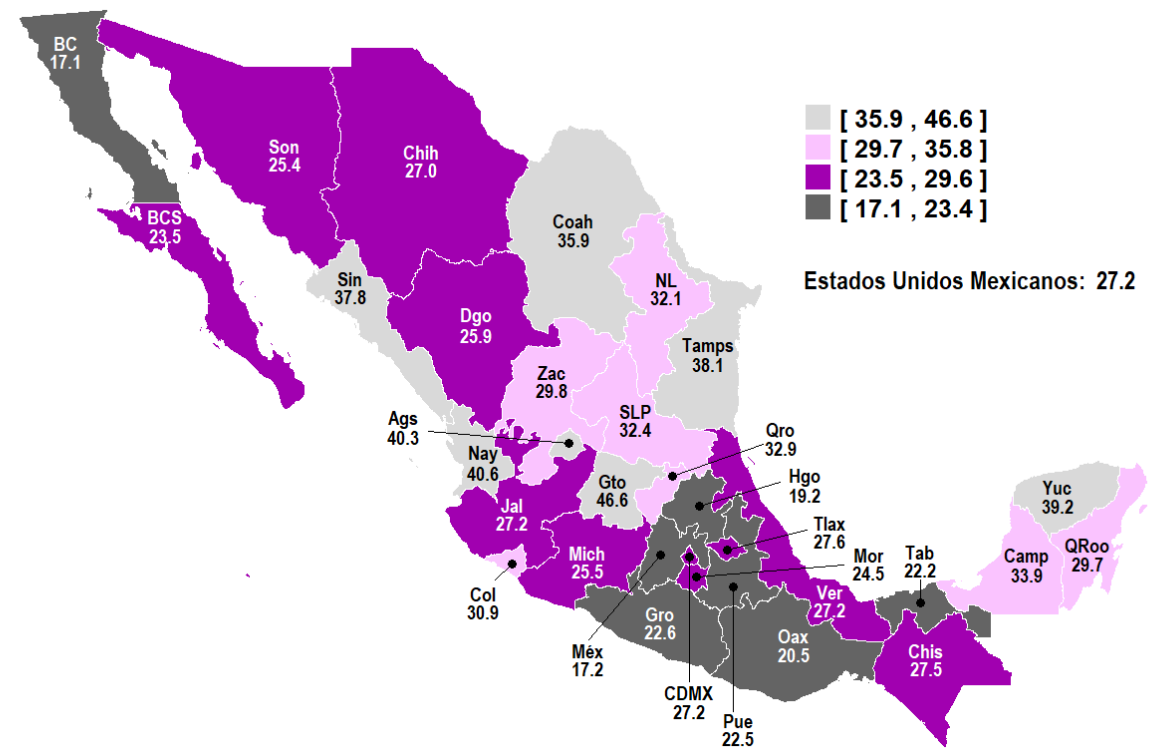 BC
17.1
Son
25.4
Chih
27.0
BCS
23.5
Coah
35.9
Sin
37.8
NL
32.1
Dgo
25.9
Tamps
38.1
Zac
29.8
SLP
32.4
Ags
40.3
Nay
40.6
Gto
46.6
Qro
32.9
Hgo
19.2
Jal
27.2
Tlax
27.6
Mich
25.5
Mor
24.5
Col
30.9
Gro
22.6
Méx
17.2
CDMX
27.2
Pue
22.5
Oax
20.5
Ver
27.2
Tab
22.2
Chis
27.5
Camp
33.9
Yuc
39.2
QRoo
29.7
[ 35.9 , 46.6 ]
[ 29.7 , 35.8 ]
[ 23.5 , 29.6 ]
[ 17.1 , 23.4 ]
Estados Unidos Mexicanos: 27.2